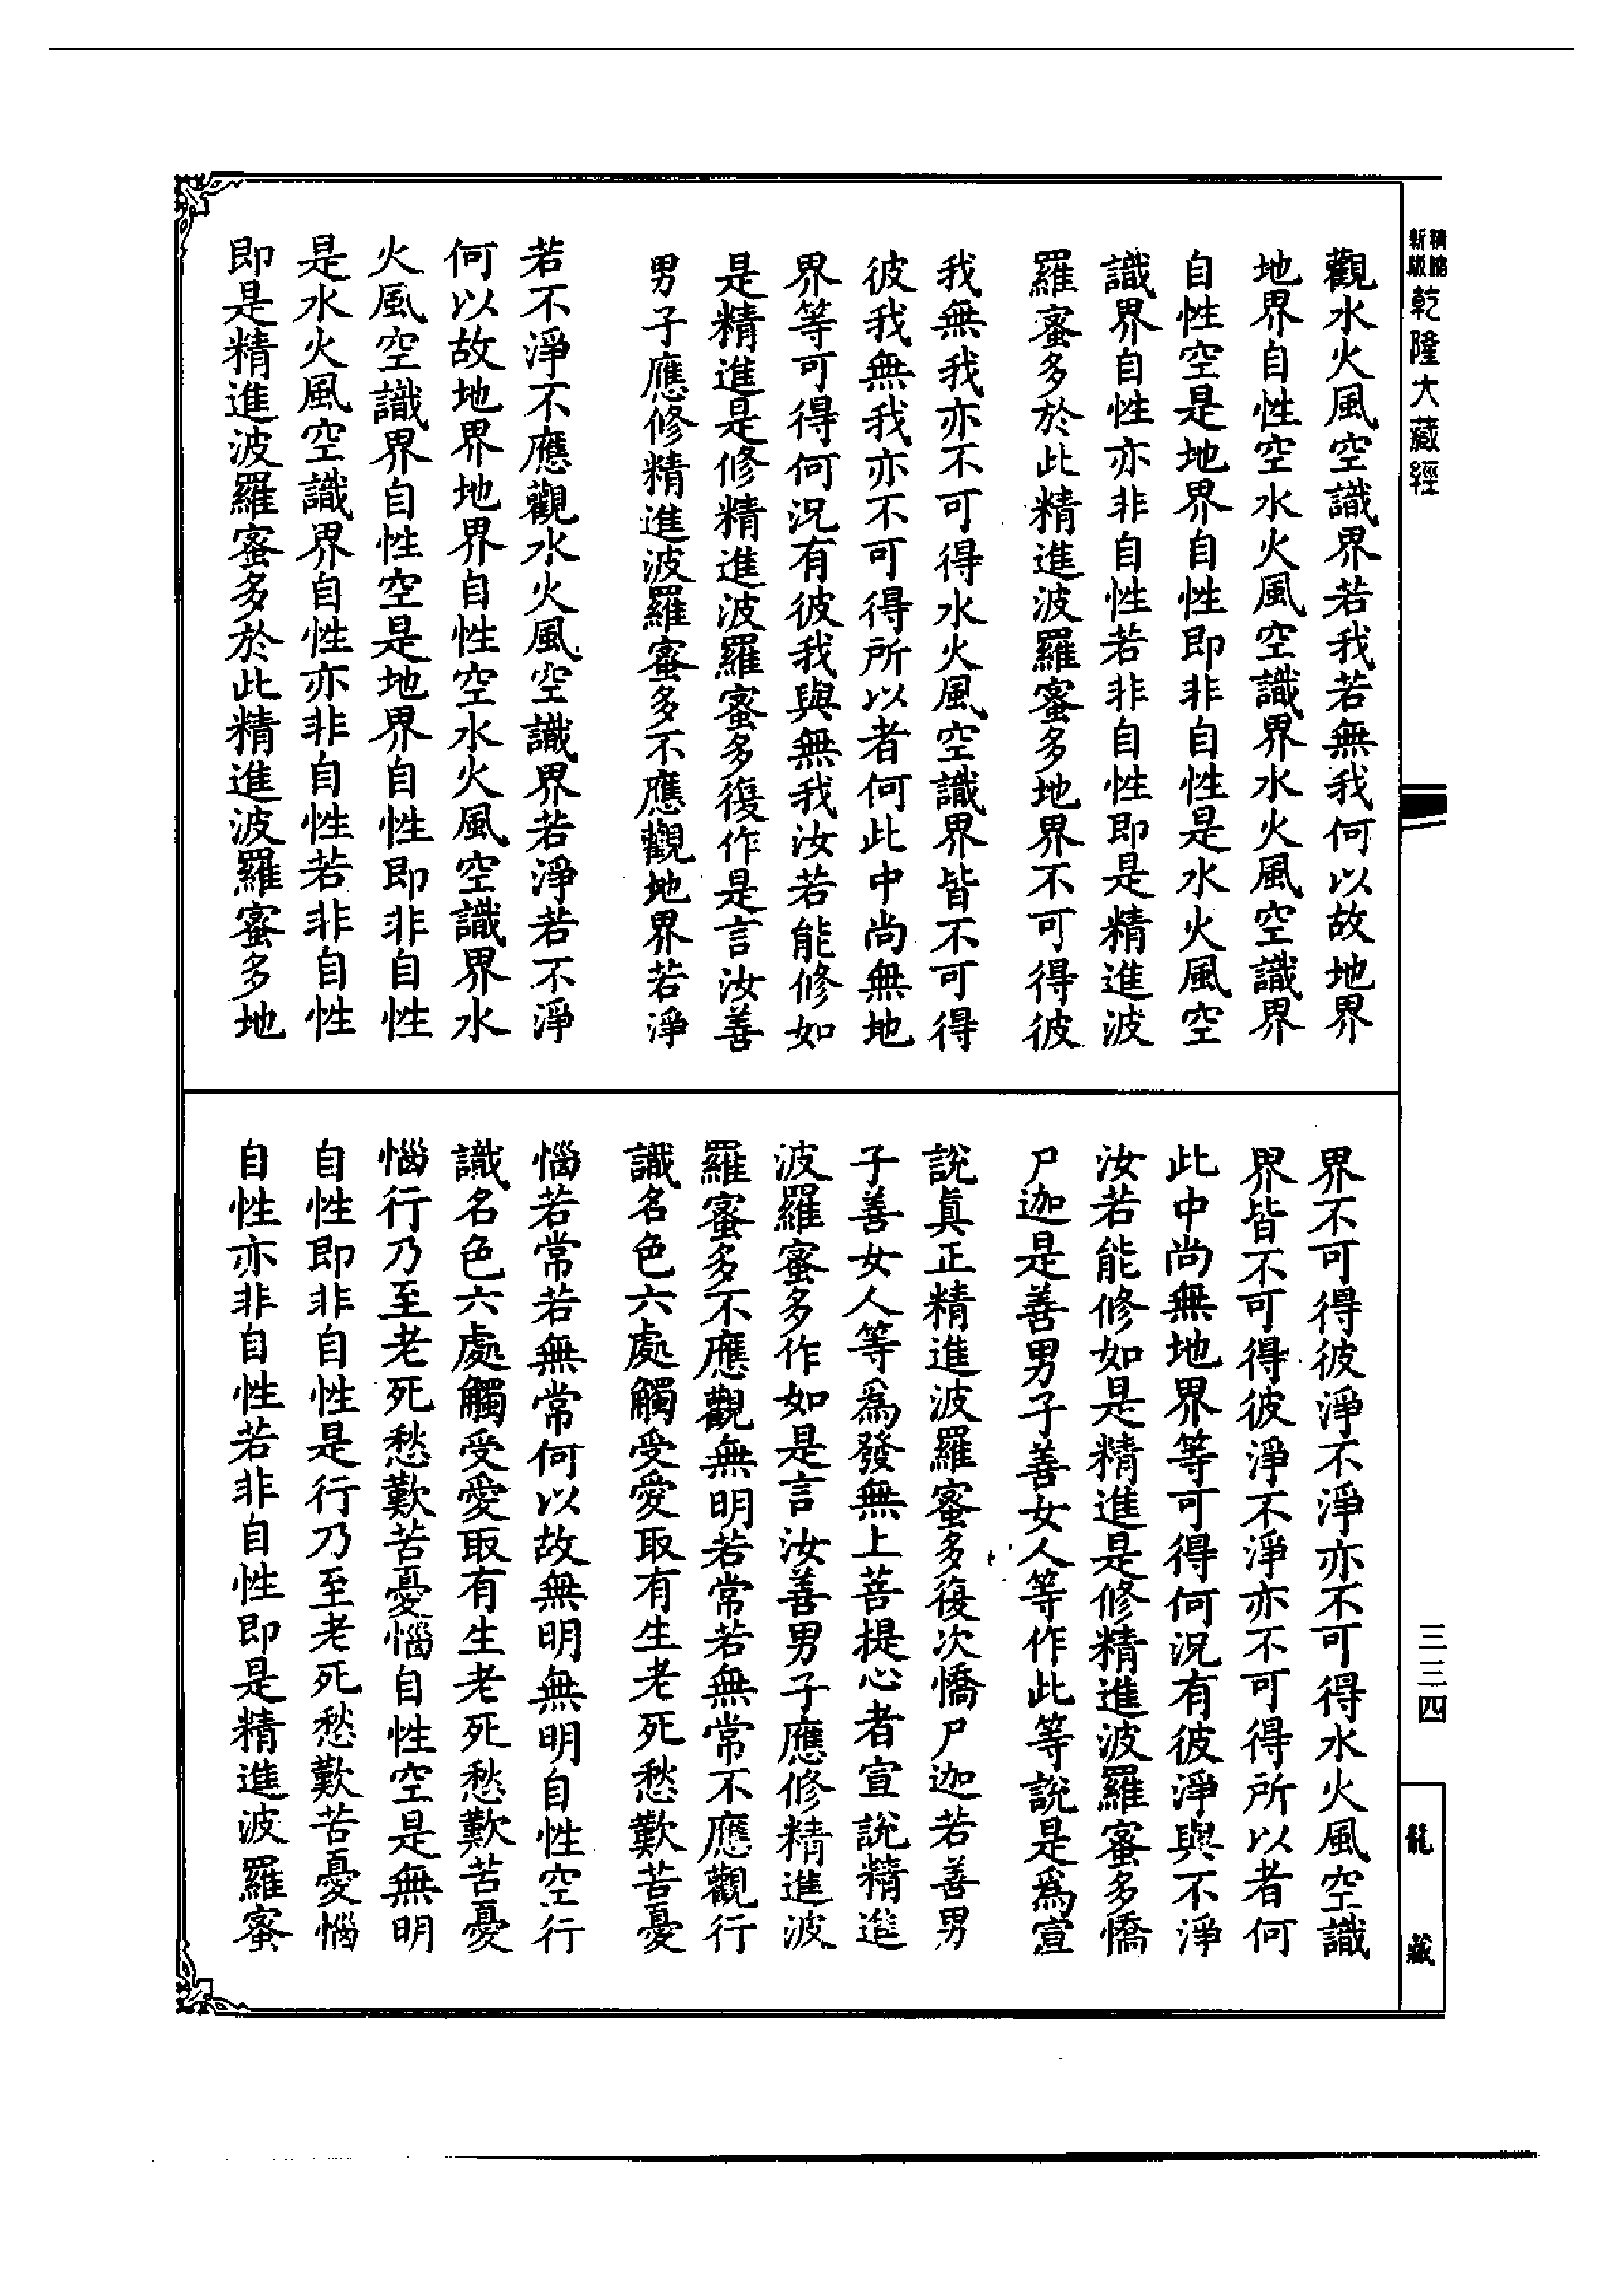 新版
乾隆大藏經
觀水火風空識界若我若無我何以故地界
地界自性空水火風空識界水火風空識界
自性空是地界自性即非自性是水火風空
識界自性亦非自性若非自性即是精進波
羅蜜多於此精進波羅蜜多地界不可得彼
我無我亦不可得水火風空識界皆不可得
彼我無我亦不可得所以者何此中尚無地
界等可得何況有彼我與無我汝若能修如
是精進是修精進波羅蜜多復作是言汝善
男子應修精進波羅蜜多不應觀地界若淨
若不淨不應觀水火風空識界若淨若不淨
何以故地界地界自性空水火風空識界水
火風空識界自性空是地界自性即非自性
是水火風空識界自性亦非自性若非自性
即是精進波羅蜜多於此精進波羅蜜多地
界不可得彼淨不淨亦不可得水火風空識
界皆不可得彼淨不淨亦不可得所以者何
此中尚無地界等可得何況有彼淨與不淨
汝若能修如是精進是修精進波羅蜜多憍
尸迦是善男子善女人等作此等說是爲宣
說眞正精進波羅蜜多復次憍尸迦若善男
子善女人等爲發無上菩提心者宣說精進
波羅蜜多作如是言汝善男子應修精進波
羅蜜多不應觀無明若常若無常不應觀行
識名色六處觸受愛取有生老死愁歎苦憂
惱若常若無常何以故無明無明自性空行
識名色六處觸受愛取有生老死愁歎苦憂
惱行乃至老死愁歎苦憂惱自性空是無明
自性即非自性是行乃至老死愁歎苦憂惱
自性亦非自性若非自性即是精進波羅蜜
三三四
龍藏